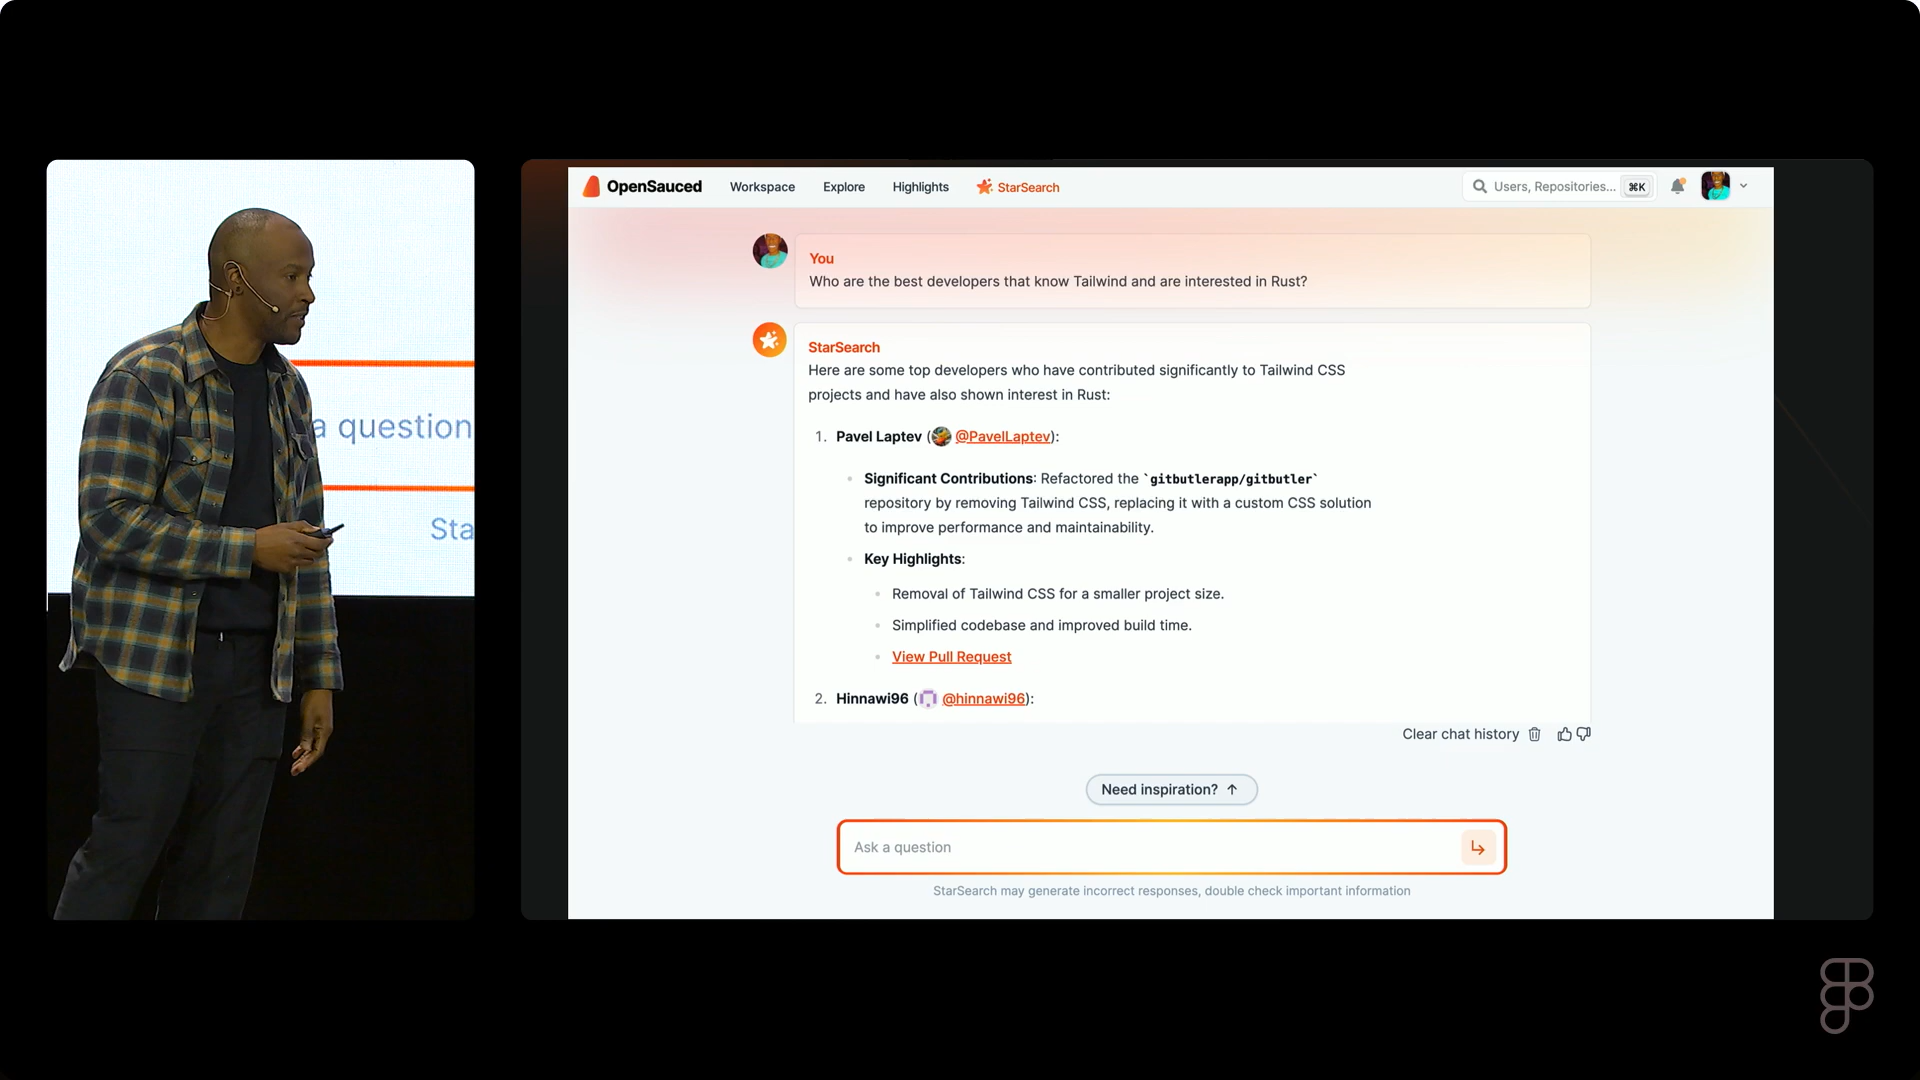 a question
Sta
OpenSauced
Workspace
Explore
Highlights
StarSearch
Users, Repositories...
⌘K
You
Who are the best developers that know Tailwind and are interested in Rust?
StarSearch
Here are some top developers who have contributed significantly to Tailwind CSS
projects and have also shown interest in Rust:
1. Pavel Laptev (@PavelLaptev):
Significant Contributions: Refactored the `gitbutlerapp/gitbutler`
repository by removing Tailwind CSS, replacing it with a custom CSS solution
to improve performance and maintainability.
Key Highlights:
Removal of Tailwind CSS for a smaller project size.
Simplified codebase and improved build time.
View Pull Request
2. Hinnawi96 (@hinnawi96):
Clear chat history
Need inspiration? ↑
Ask a question
StarSearch may generate incorrect responses, double check important information